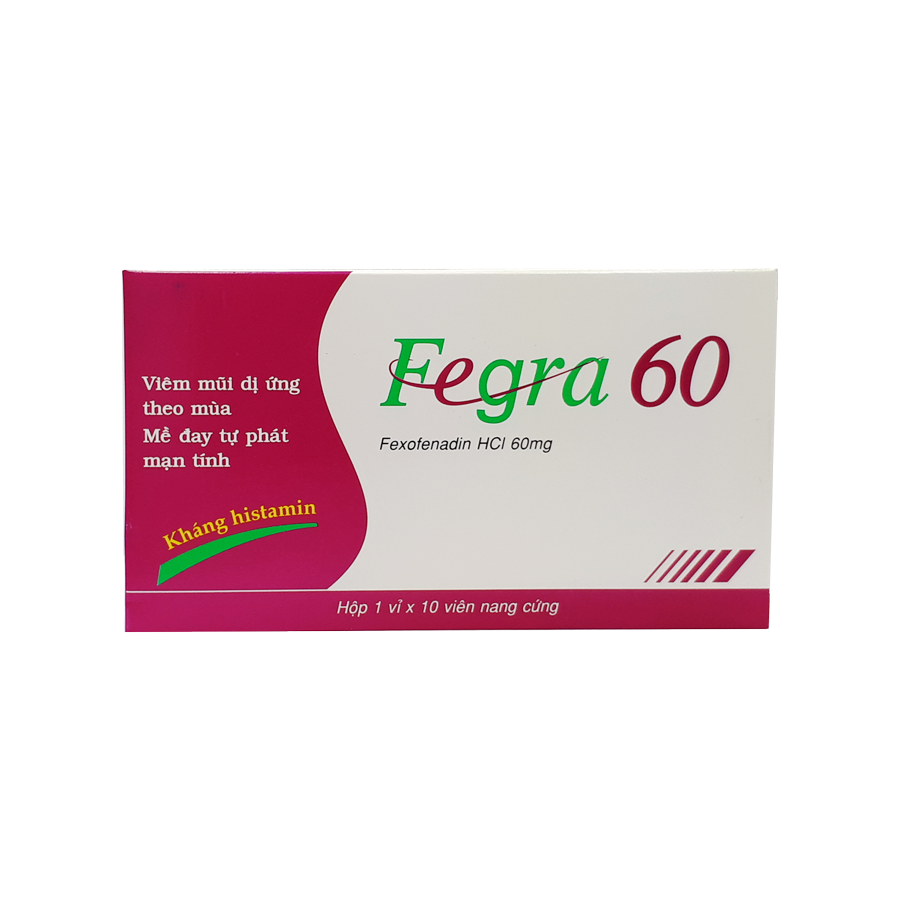 Viêm mũi dị ứng
theo mùa
Mề đay tự phát
mạn tính
Kháng histamin
Fegra 60
Fexofenadin HCl 60mg
Hộp 1 vỉ x 10 viên nang cứng